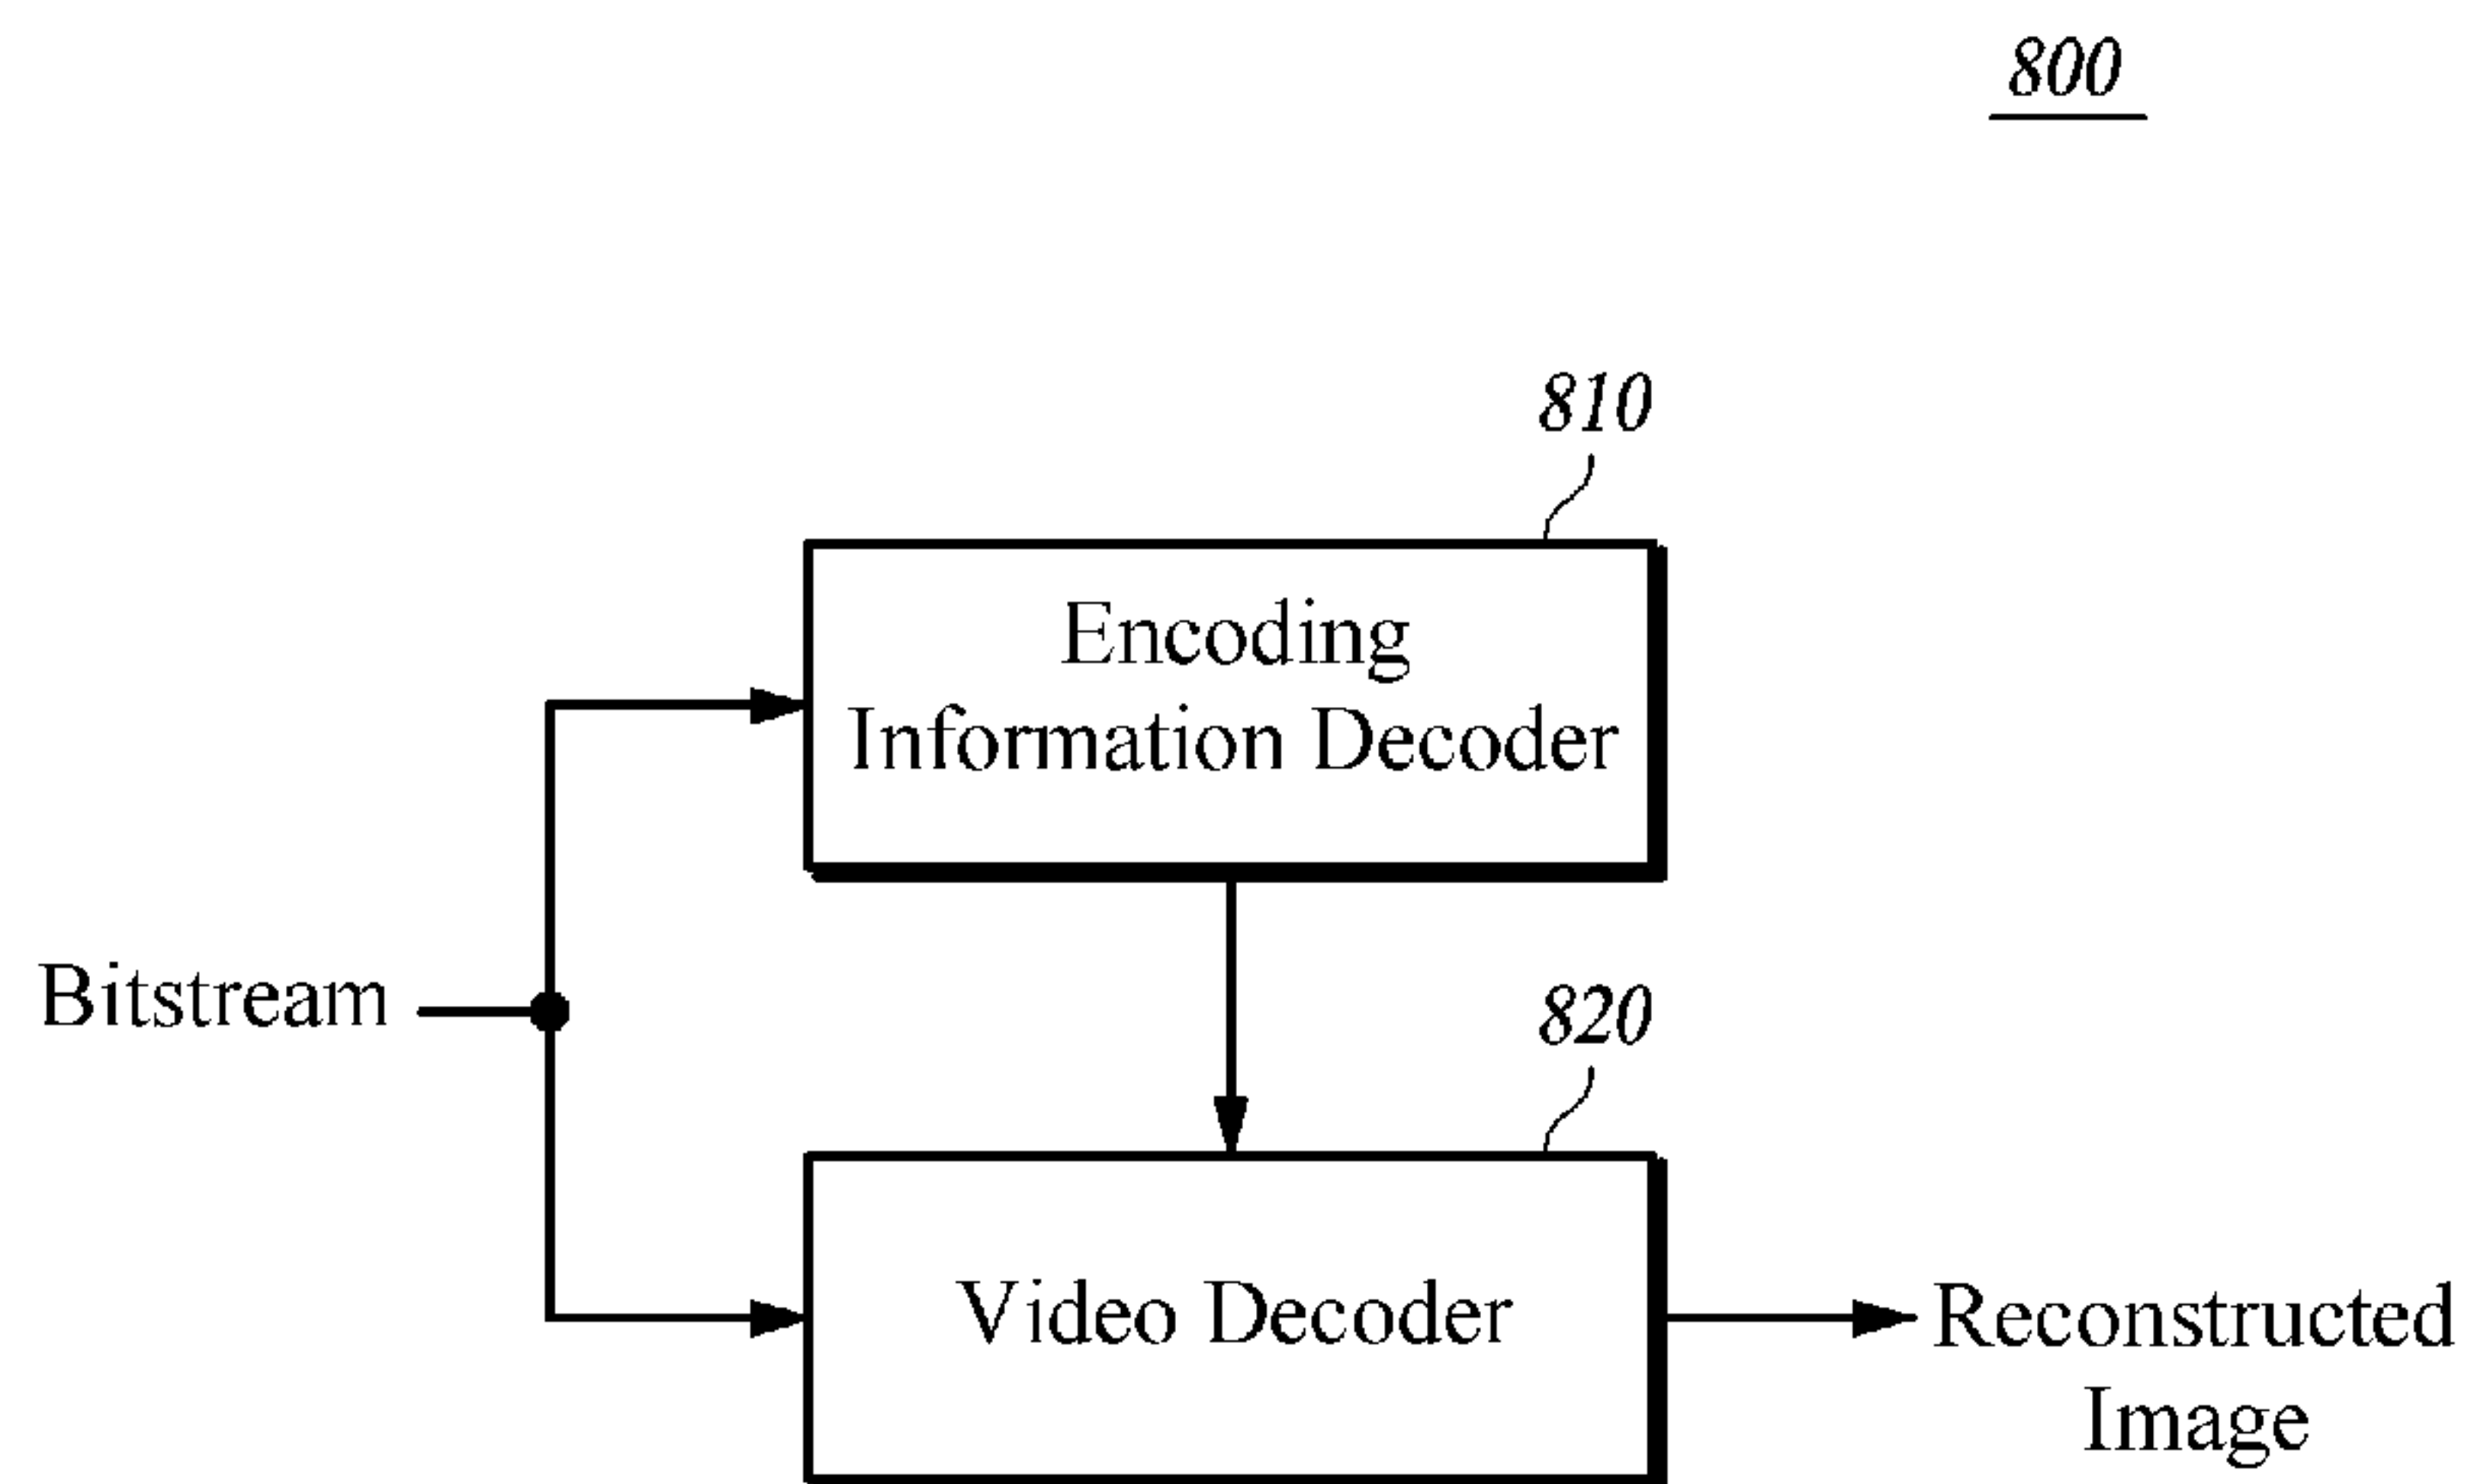 800
810
Encoding
Information Decoder
Bitstream
820
Video Decoder
Reconstructed
Image